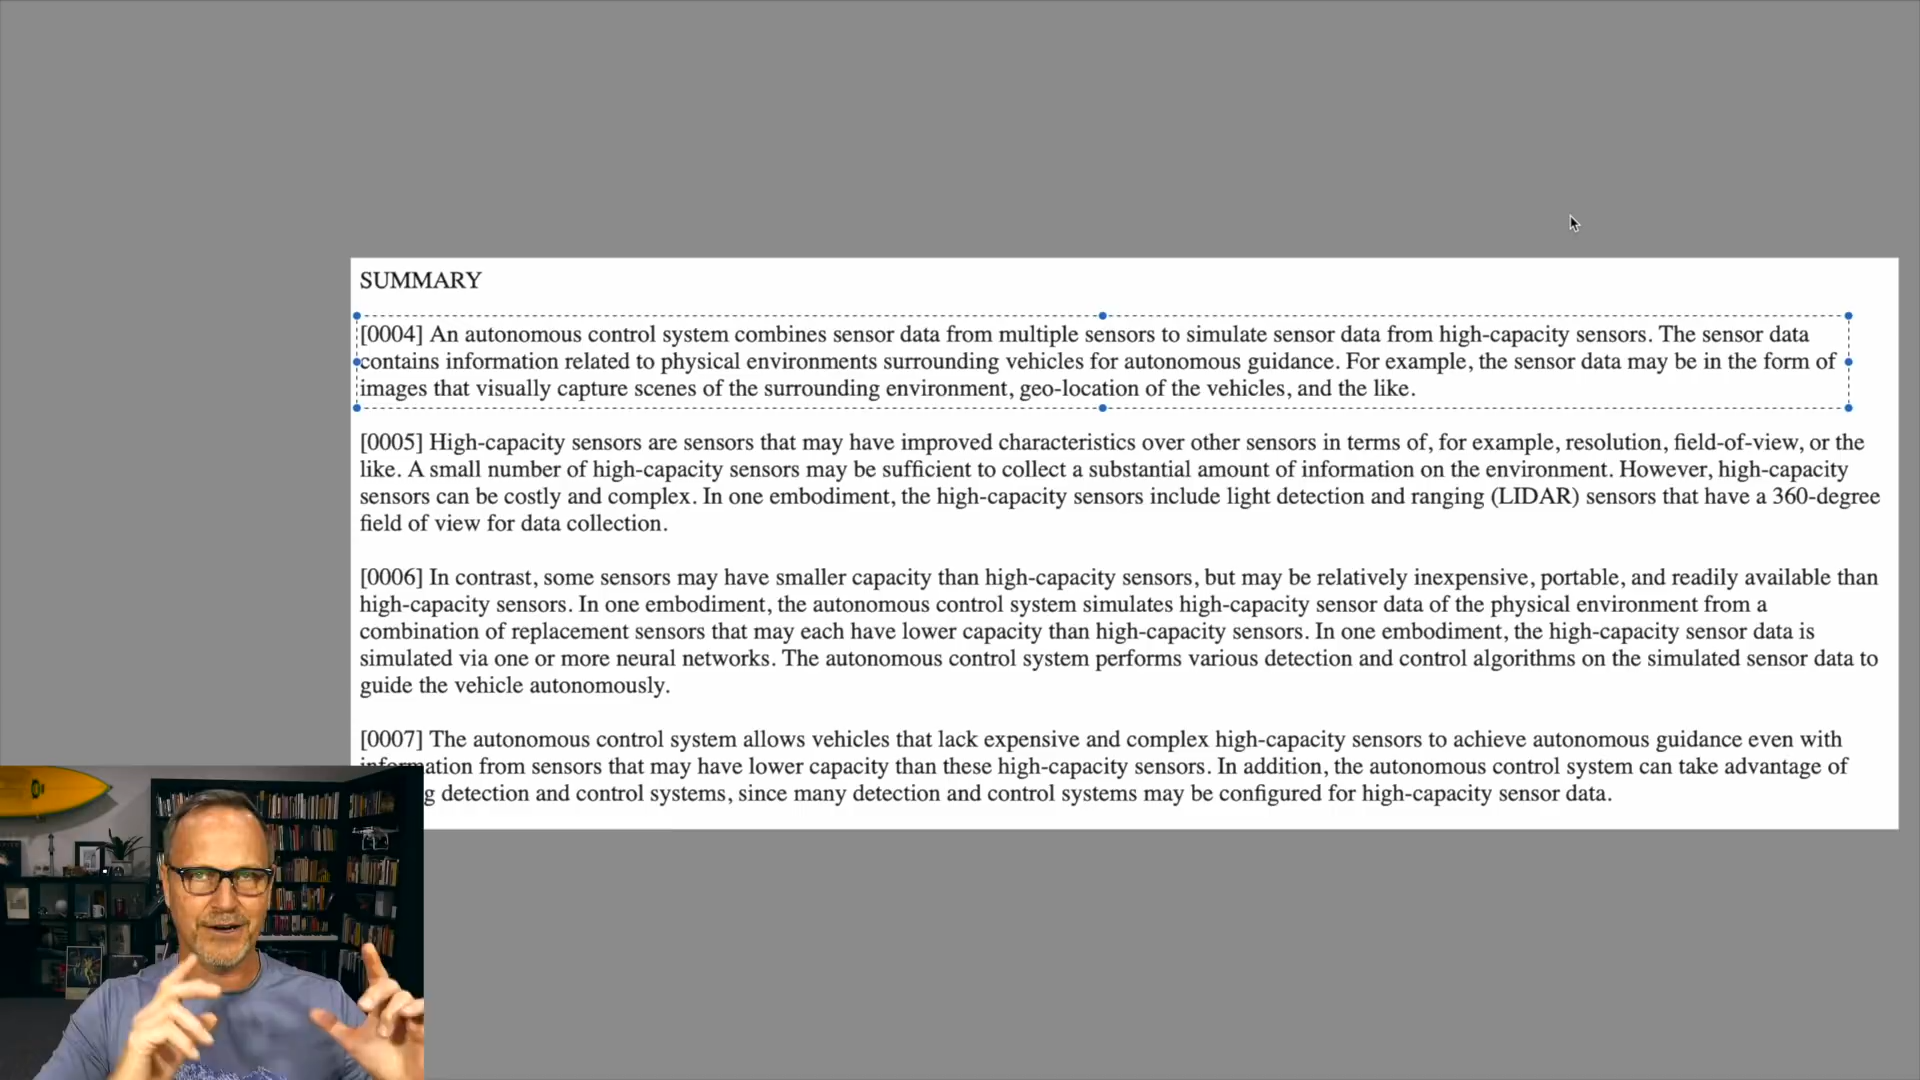 SUMMARY
[0004] An autonomous control system combines sensor data from multiple sensors to simulate sensor data from high-capacity sensors. The sensor data
contains information related to physical environments surrounding vehicles for autonomous guidance. For example, the sensor data may be in the form of
images that visually capture scenes of the surrounding environment, geo-location of the vehicles, and the like.
[0005] High-capacity sensors are sensors that may have improved characteristics over other sensors in terms of, for example, resolution, field-of-view, or the
like. A small number of high-capacity sensors may be sufficient to collect a substantial amount of information on the environment. However, high-capacity
sensors can be costly and complex. In one embodiment, the high-capacity sensors include light detection and ranging (LIDAR) sensors that have a 360-degree
field of view for data collection.
[0006] In contrast, some sensors may have smaller capacity than high-capacity sensors, but may be relatively inexpensive, portable, and readily available than
high-capacity sensors. In one embodiment, the autonomous control system simulates high-capacity sensor data of the physical environment from a
combination of replacement sensors that may each have lower capacity than high-capacity sensors. In one embodiment, the high-capacity sensor data is
simulated via one or more neural networks. The autonomous control system performs various detection and control algorithms on the simulated sensor data to
guide the vehicle autonomously.
[0007] The autonomous control system allows vehicles that lack expensive and complex high-capacity sensors to achieve autonomous guidance even with
information from sensors that may have lower capacity than these high-capacity sensors. In addition, the autonomous control system can take advantage of
g detection and control systems, since many detection and control systems may be configured for high-capacity sensor data.